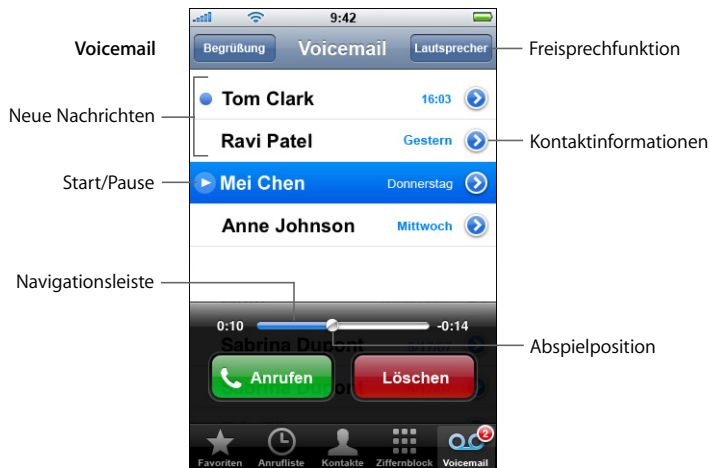 9:42
Voicemail
Begrüßung Voicemail Lautsprecher
Freisprechfunktion
Neue Nachrichten
Tom Clark 16:03
Ravi Patel Gestern
Kontaktinformationen
Start/Pause
Mei Chen Donnerstag
Anne Johnson Mittwoch
Navigationsleiste
0:10 -0:14
Sabrina Dupont
Abspielposition
Anrufen Löschen
Sabrina Dupont
2
Favoriten Anrufliste Kontakte Ziffernblock Voicemail